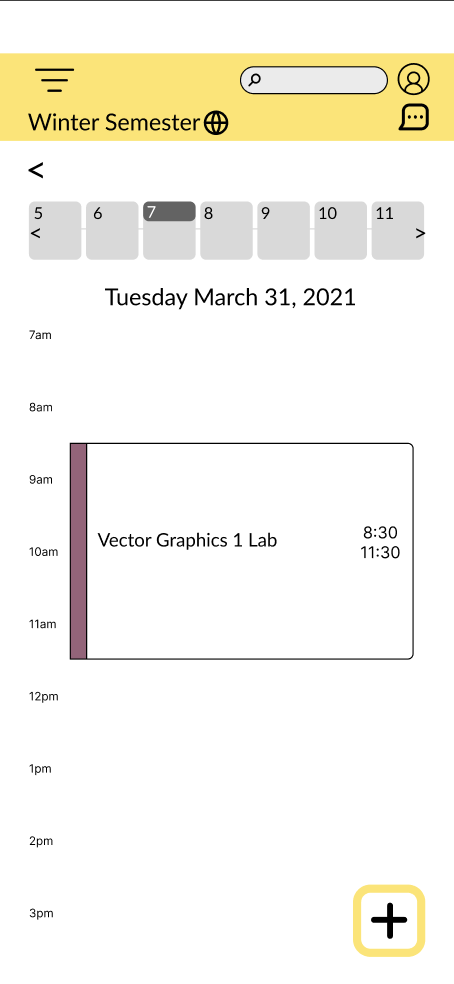 Winter Semester
<
5 6 7 8 9 10 11
< >
Tuesday March 31, 2021
7am
8am
9am
Vector Graphics 1 Lab 8:30
10am 11:30
11am
12pm
1pm
2pm
3pm